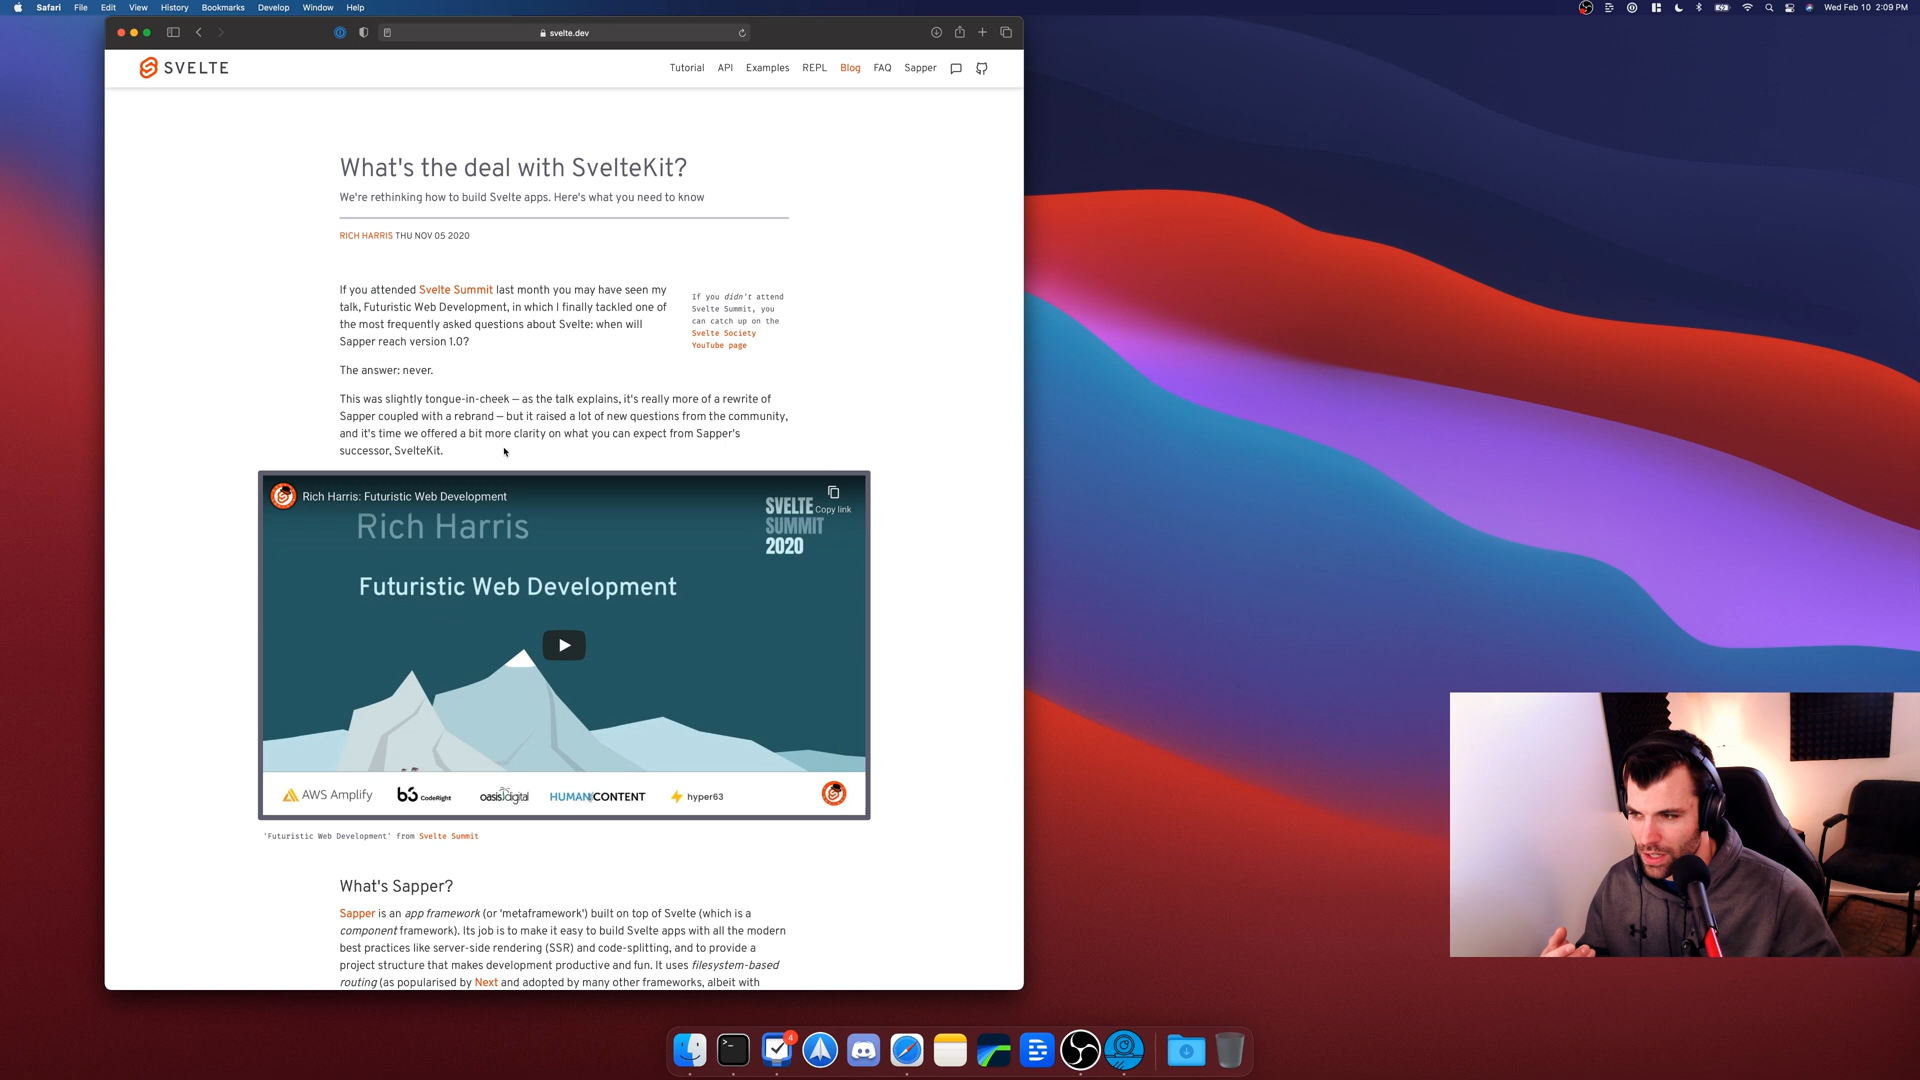 Safari File Edit View History Bookmarks Develop Window Help
Wed Feb 10 2:09 PM
svelte.dev
SVELTE
Tutorial API Examples REPL Blog FAQ Sapper
What's the deal with SvelteKit?
We're rethinking how to build Svelte apps. Here's what you need to know
RICH HARRIS THU NOV 05 2020
If you attended Svelte Summit last month you may have seen my
talk, Futuristic Web Development, in which I finally tackled one of
the most frequently asked questions about Svelte: when will
Sapper reach version 1.0?
If you didn't attend
Svelte Summit, you
can catch up on the
Svelte Society
YouTube page
The answer: never.
This was slightly tongue-in-cheek — as the talk explains, it's really more of a rewrite of
Sapper coupled with a rebrand — but it raised a lot of new questions from the community,
and it's time we offered a bit more clarity on what you can expect from Sapper's
successor, SvelteKit.
Rich Harris: Futuristic Web Development
Copy link
Rich Harris
SVELTE
SUMMIT
2020
Futuristic Web Development
AWS Amplify
CodeRight
oasis digital
HUMAN/CONTENT
hyper63
'Futuristic Web Development' from Svelte Summit
What's Sapper?
Sapper is an app framework (or 'metaframework') built on top of Svelte (which is a
component framework). Its job is to make it easy to build Svelte apps with all the modern
best practices like server-side rendering (SSR) and code-splitting, and to provide a
project structure that makes development productive and fun. It uses filesystem-based
routing (as popularised by Next and adopted by many other frameworks, albeit with
4